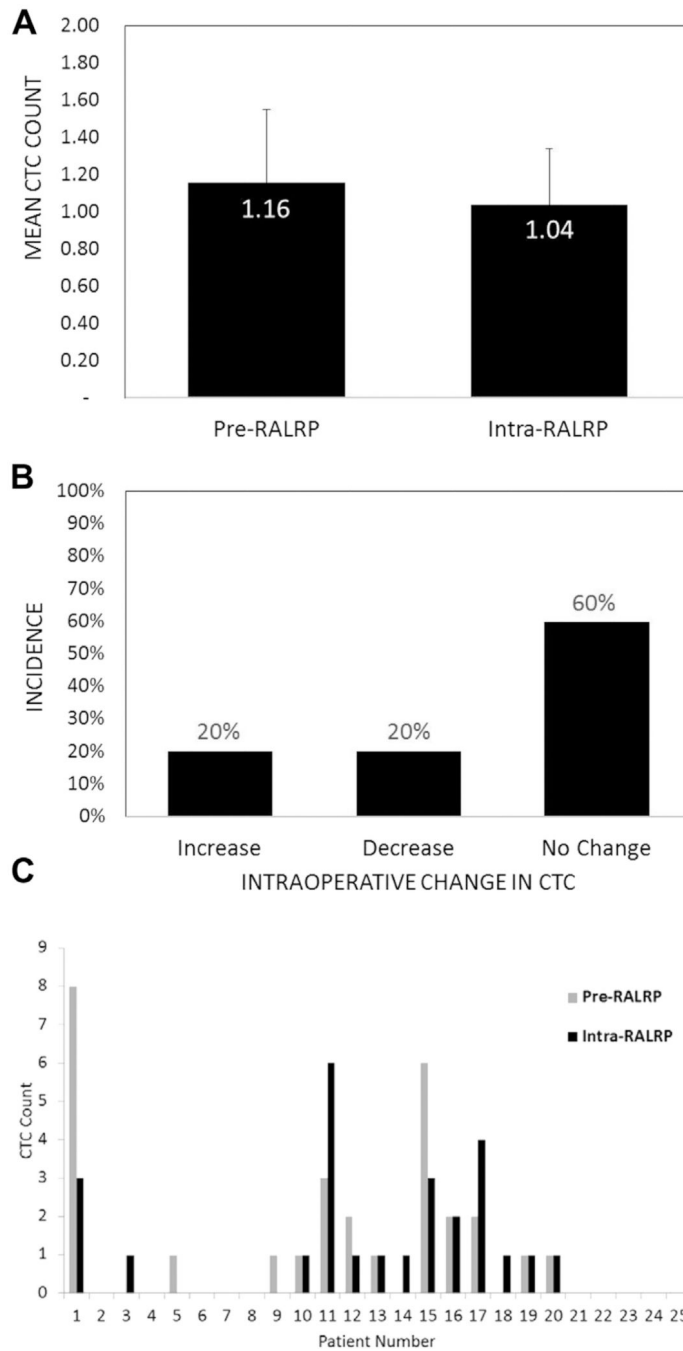 A
MEAN CTC COUNT
2.00
1.80
1.60
1.40
1.20
1.00
0.80
0.60
0.40
0.20
-
1.16
1.04
Pre-RALRP Intra-RALRP
B
INCIDENCE
100%
90%
80%
70%
60%
50%
40%
30%
20%
10%
0%
20%
20%
60%
Increase Decrease No Change
INTRAOPERATIVE CHANGE IN CTC
C
CTC Count
9
8
7
6
5
4
3
2
1
0
Pre-RALRP
Intra-RALRP
1 2 3 4 5 6 7 8 9 10 11 12 13 14 15 16 17 18 19 20 21 22 23 24 25
Patient Number